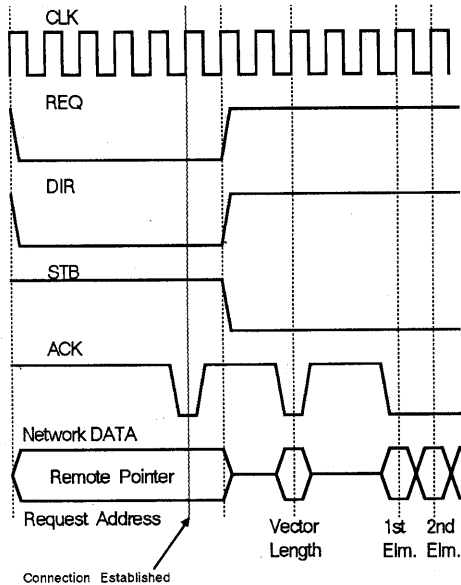 CLK
REQ
DIR
STB
ACK
Network DATA
Remote Pointer
Request Address
Vector
Length
1st
Elm.
2nd
Elm.
Connection Established